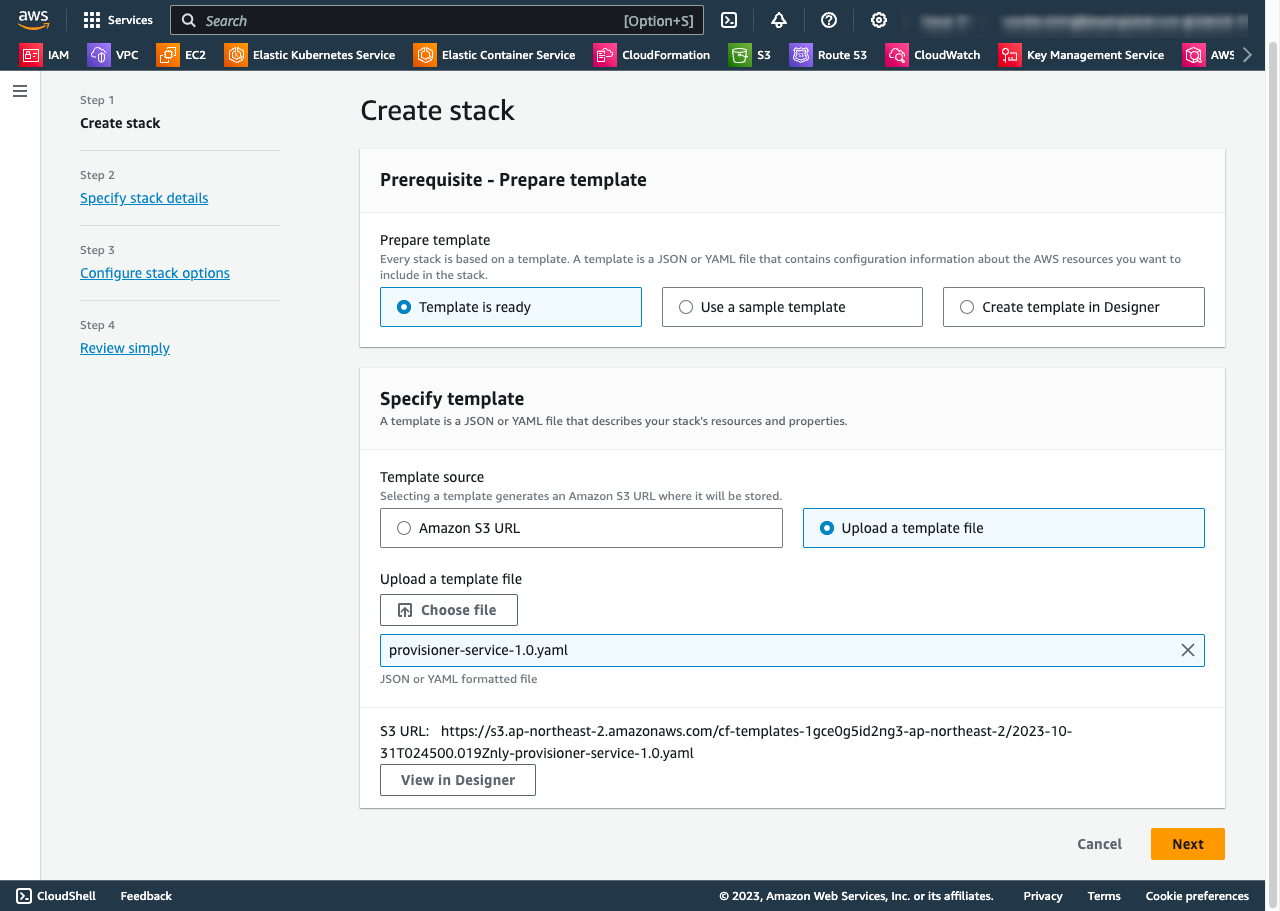 aws
Services
Search [Option+S]
IAM VPC EC2 Elastic Kubernetes Service Elastic Container Service CloudFormation S3 Route 53 CloudWatch Key Management Service AWS
Step 1
Create stack
Step 2
Specify stack details
Step 3
Configure stack options
Step 4
Review simply
Create stack
Prerequisite - Prepare template
Prepare template
Every stack is based on a template. A template is a JSON or YAML file that contains configuration information about the AWS resources you want to
include in the stack.
Template is ready
Use a sample template
Create template in Designer
Specify template
A template is a JSON or YAML file that describes your stack's resources and properties.
Template source
Selecting a template generates an Amazon S3 URL where it will be stored.
Amazon S3 URL
Upload a template file
Upload a template file
Choose file
provisioner-service-1.0.yaml
JSON or YAML formatted file
S3 URL: https://s3.ap-northeast-2.amazonaws.com/cf-templates-1gce0g5id2ng3-ap-northeast-2/2023-10-
31T024500.019Znly-provisioner-service-1.0.yaml
View in Designer
Cancel
Next
CloudShell Feedback © 2023, Amazon Web Services, Inc. or its affiliates. Privacy Terms Cookie preferences